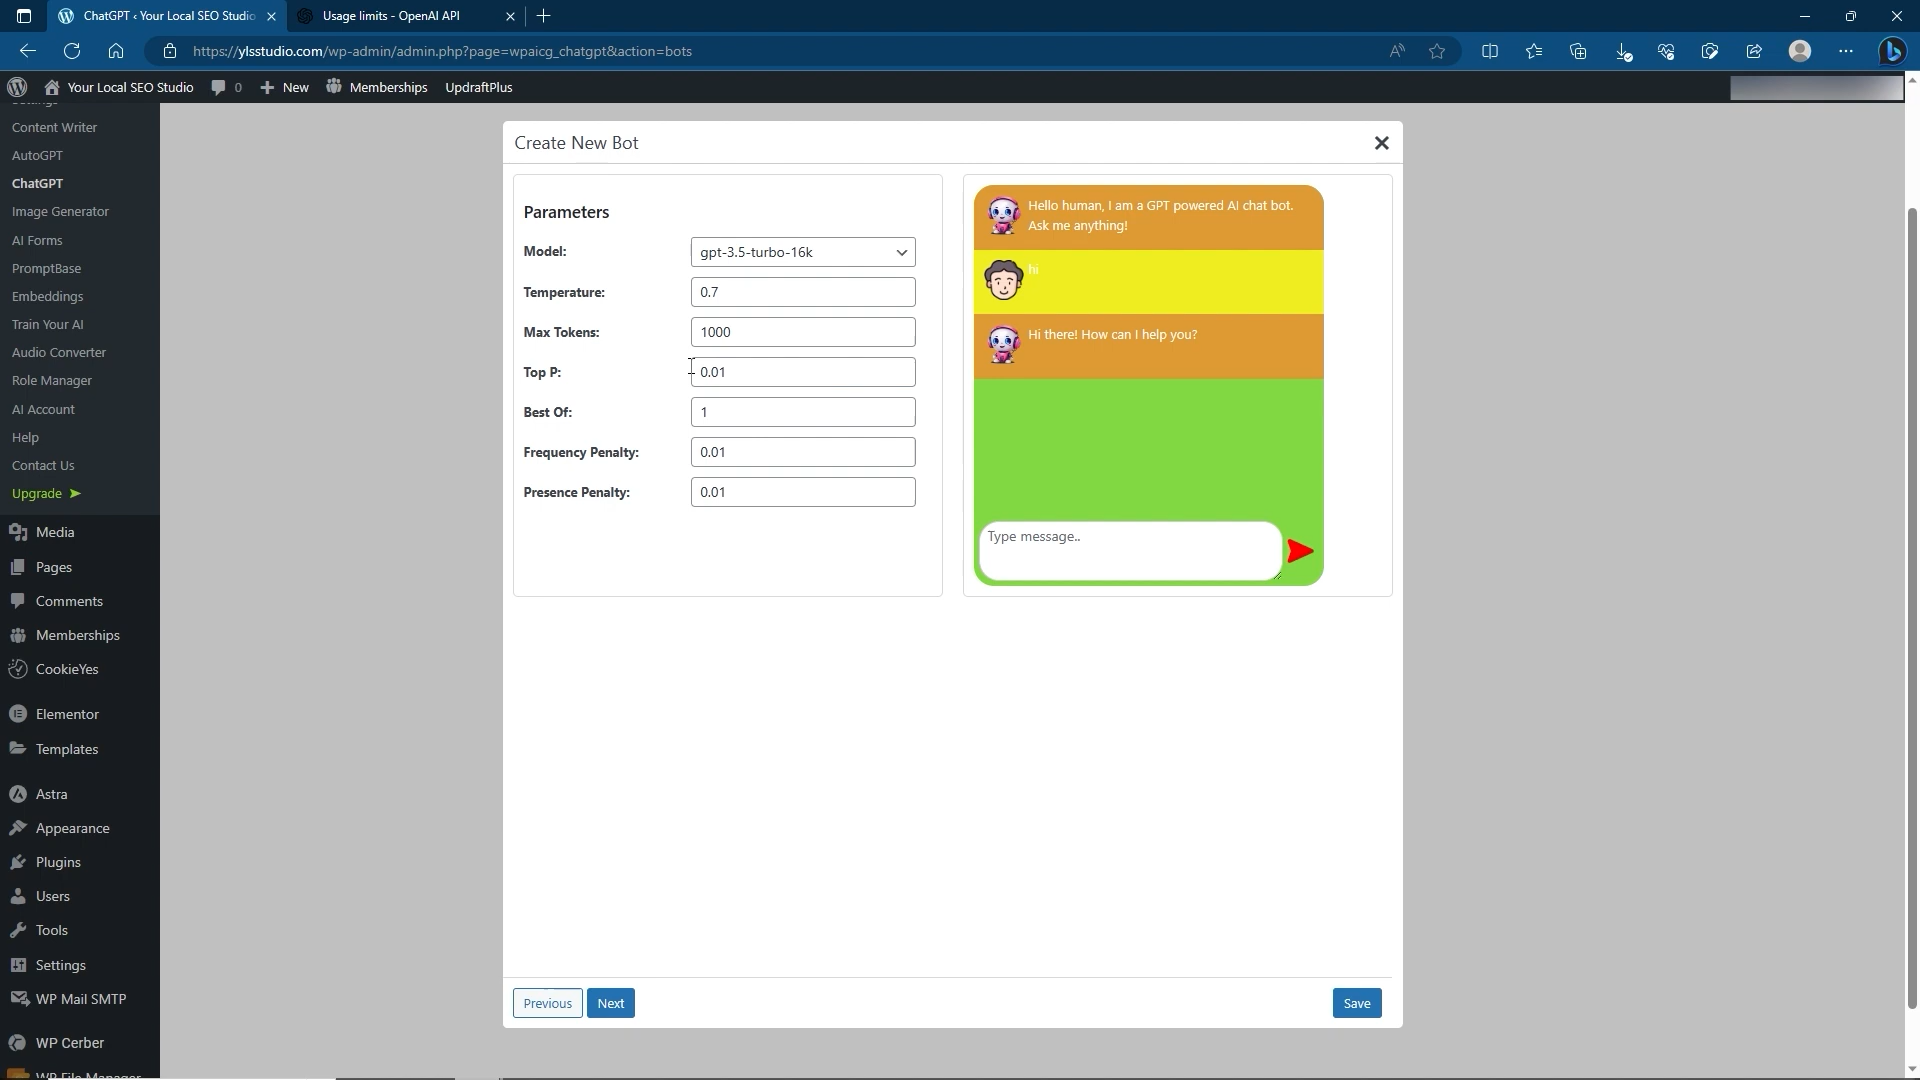 ChatGPT ‹ Your Local SEO Studio
Usage limits - OpenAI API
https://ylsstudio.com/wp-admin/admin.php?page=wpaicg_chatgpt&action=bots
Your Local SEO Studio
0
New
Memberships
UpdraftPlus
Settings
Content Writer
AutoGPT
ChatGPT
Image Generator
AI Forms
PromptBase
Embeddings
Train Your AI
Audio Converter
Role Manager
AI Account
Help
Contact Us
Upgrade ➤
Media
Pages
Comments
Memberships
CookieYes
Elementor
Templates
Astra
Appearance
Plugins
Users
Tools
Settings
WP Mail SMTP
WP Cerber
WP File Manager
Create New Bot
Parameters
Model:
gpt-3.5-turbo-16k
Temperature:
0.7
Max Tokens:
1000
Top P:
0.01
Best Of:
1
Frequency Penalty:
0.01
Presence Penalty:
0.01
Hello human, I am a GPT powered AI chat bot.
Ask me anything!
hi
Hi there! How can I help you?
Type message..
Previous
Next
Save